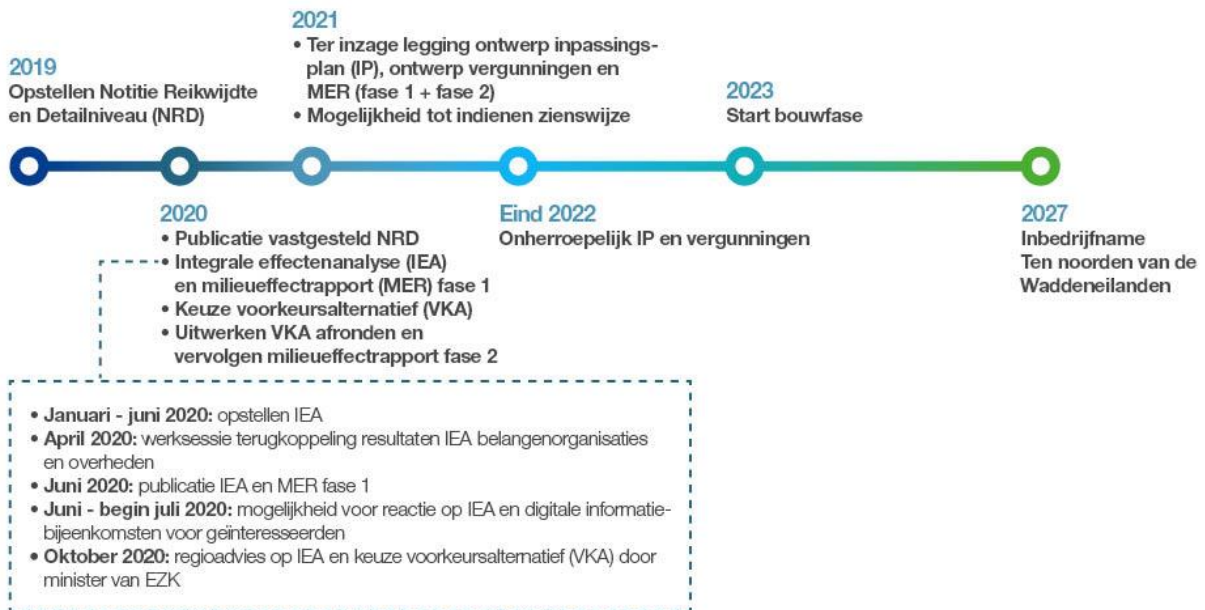 2019
Opstellen Notitie Reikwijdte
en Detailniveau (NRD)
2021
• Ter inzage legging ontwerp inpassings-
plan (IP), ontwerp vergunningen en
MER (fase 1 + fase 2)
• Mogelijkheid tot indienen zienswijze
2023
Start bouwfase
2020
• Publicatie vastgesteld NRD
• Integrale effectenanalyse (IEA)
en milieueffectrapport (MER) fase 1
• Keuze voorkeursalternatief (VKA)
• Uitwerken VKA afronden en
vervolgen milieueffectrapport fase 2
Eind 2022
Onherroepelijk IP en vergunningen
2027
Inbedrijfname
Ten noorden van de
Waddeneilanden
• Januari - juni 2020: opstellen IEA
• April 2020: werksessie terugkoppeling resultaten IEA belangenorganisaties
en overheden
• Juni 2020: publicatie IEA en MER fase 1
• Juni - begin juli 2020: mogelijkheid voor reactie op IEA en digitale informatie-
bijeenkomsten voor geïnteresseerden
• Oktober 2020: regioadvies op IEA en keuze voorkeursalternatief (VKA) door
minister van EZK